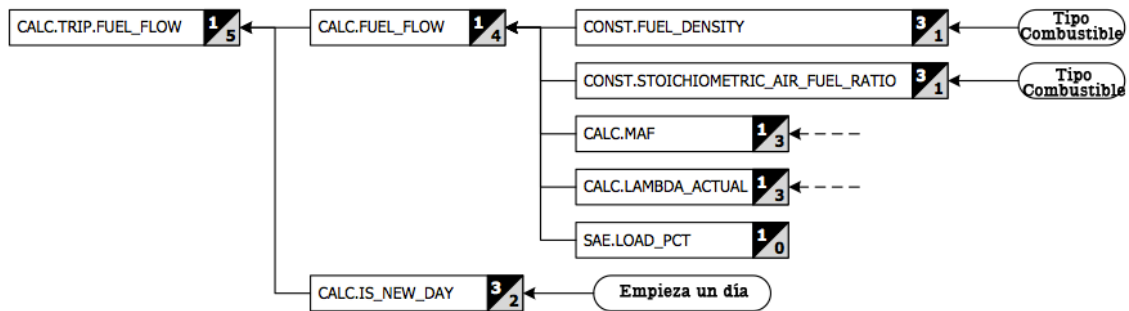 CALC.TRIP.FUEL_FLOW 1 5 CALC.FUEL_FLOW 1 4 CONST.FUEL_DENSITY 3 1 Tipo
Combustible
CONST.STOICHIOMETRIC_AIR_FUEL_RATIO 3 1 Tipo
Combustible
CALC.MAF 1 3
CALC.LAMBDA_ACTUAL 1 3
SAE.LOAD_PCT 1 0
CALC.IS_NEW_DAY 3 2 Empieza un día